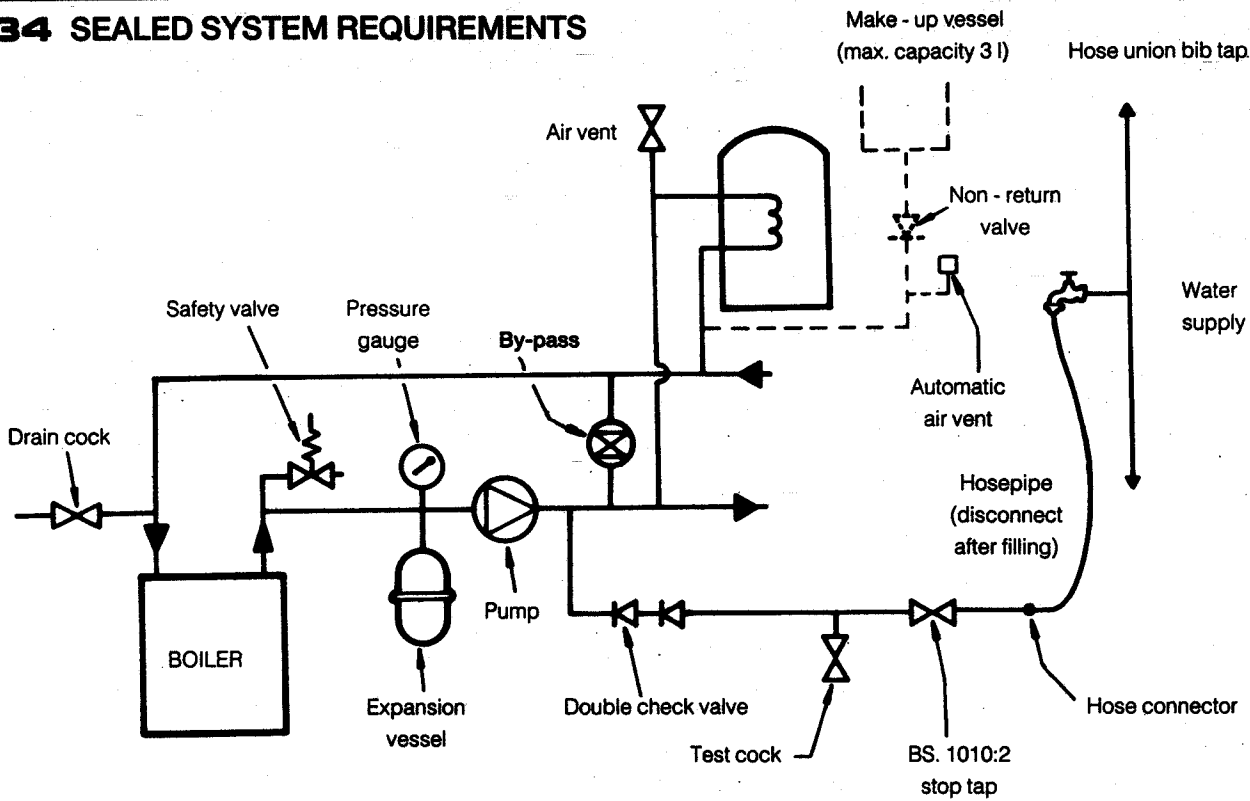 34 SEALED SYSTEM REQUIREMENTS
Make - up vessel
(max. capacity 3 l)
Hose union bib tap.
Air vent
Non - return
valve
Safety valve
Pressure
gauge
By-pass
Water
supply
Automatic
air vent
Drain cock
Hosepipe
(disconnect
after filling)
Pump
BOILER
Expansion
vessel
Double check valve
Hose connector
Test cock
BS. 1010:2
stop tap